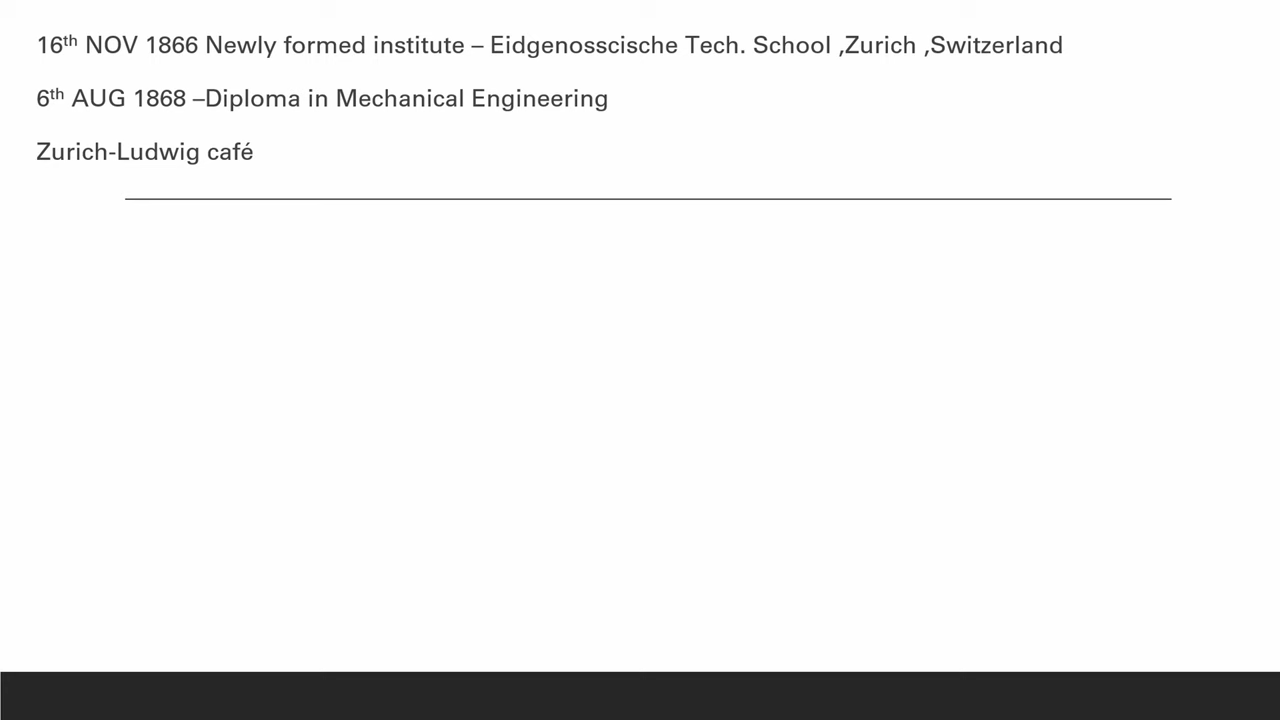 16th NOV 1866 Newly formed institute – Eidgenosscische Tech. School ,Zurich ,Switzerland
6th AUG 1868 –Diploma in Mechanical Engineering
Zurich-Ludwig café